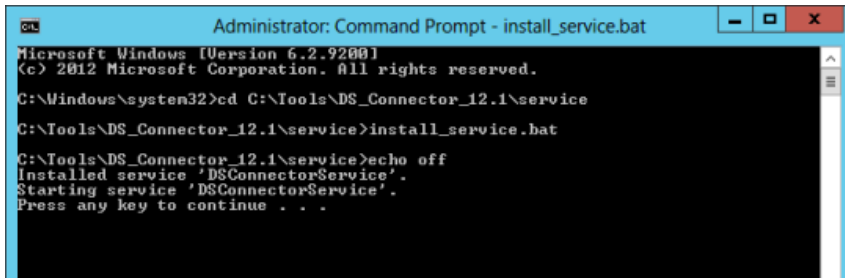 Administrator: Command Prompt - install_service.bat
Microsoft Windows [Version 6.2.9200]
(c) 2012 Microsoft Corporation. All rights reserved.
C:\Windows\system32>cd C:\Tools\DS_Connector_12.1\service
C:\Tools\DS_Connector_12.1\service>install_service.bat
C:\Tools\DS_Connector_12.1\service>echo off
Installed service 'DSConnectorService'.
Starting service 'DSConnectorService'.
Press any key to continue . . .